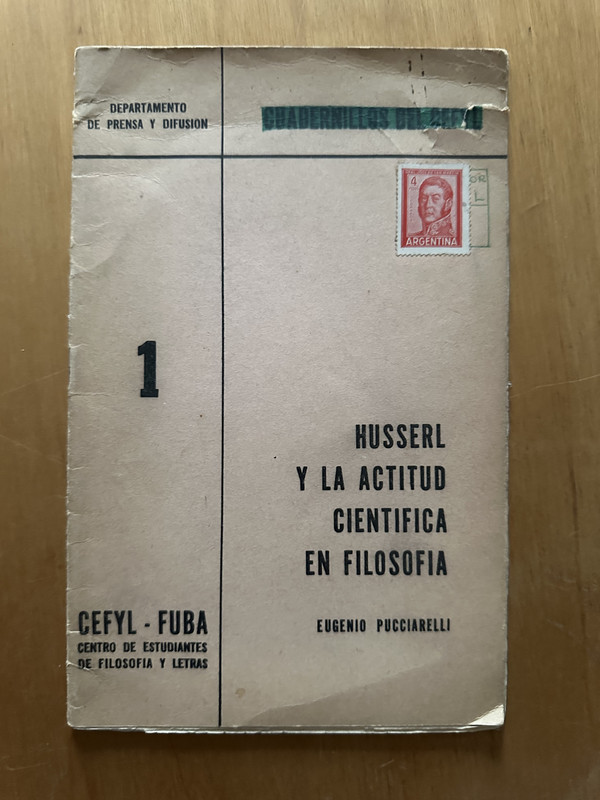 DEPARTAMENTO
DE PRENSA Y DIFUSION
CUADERNILLOS DEL CEFYL
4
ARGENTINA
OR
L
1
HUSSERL
Y LA ACTITUD
CIENTIFICA
EN FILOSOFIA
EUGENIO PUCCIARELLI
CEFYL - FUBA
CENTRO DE ESTUDIANTES
DE FILOSOFIA Y LETRAS